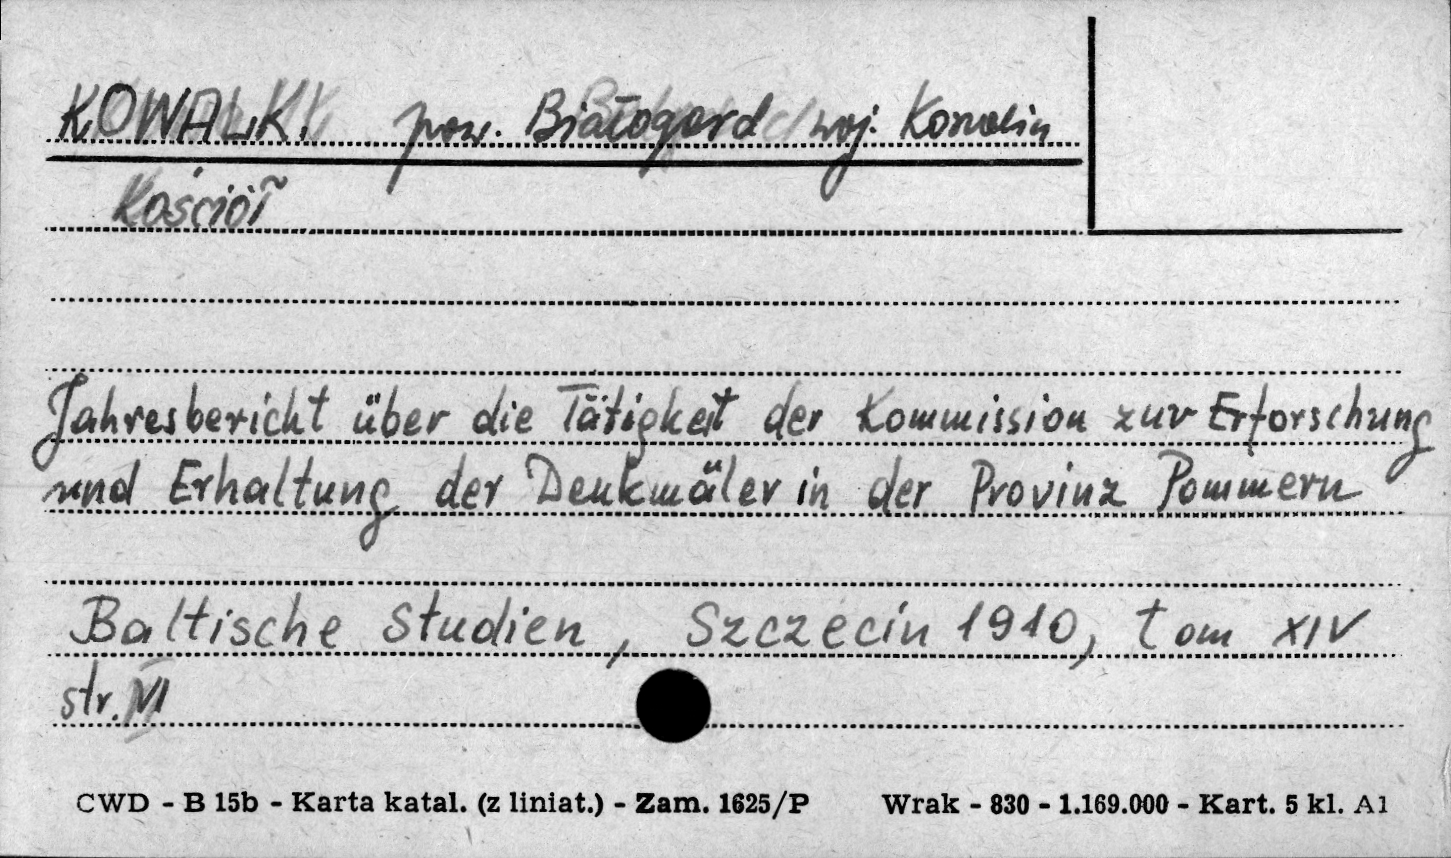 KOWALKI pow. Białogard woj. Koszalin
Kościół
Jahresbericht über die Tätigkeit der Kommission zur Erforschung
und Erhaltung der Denkmäler in der Provinz Pommern
Baltische Studien, Szczecin 1910, tom XIV
str. VI
CWD - B 15b - Karta katal. (z liniat.) - Zam. 1625/P Wrak - 830 - 1.169.000 - Kart. 5 kl. A1